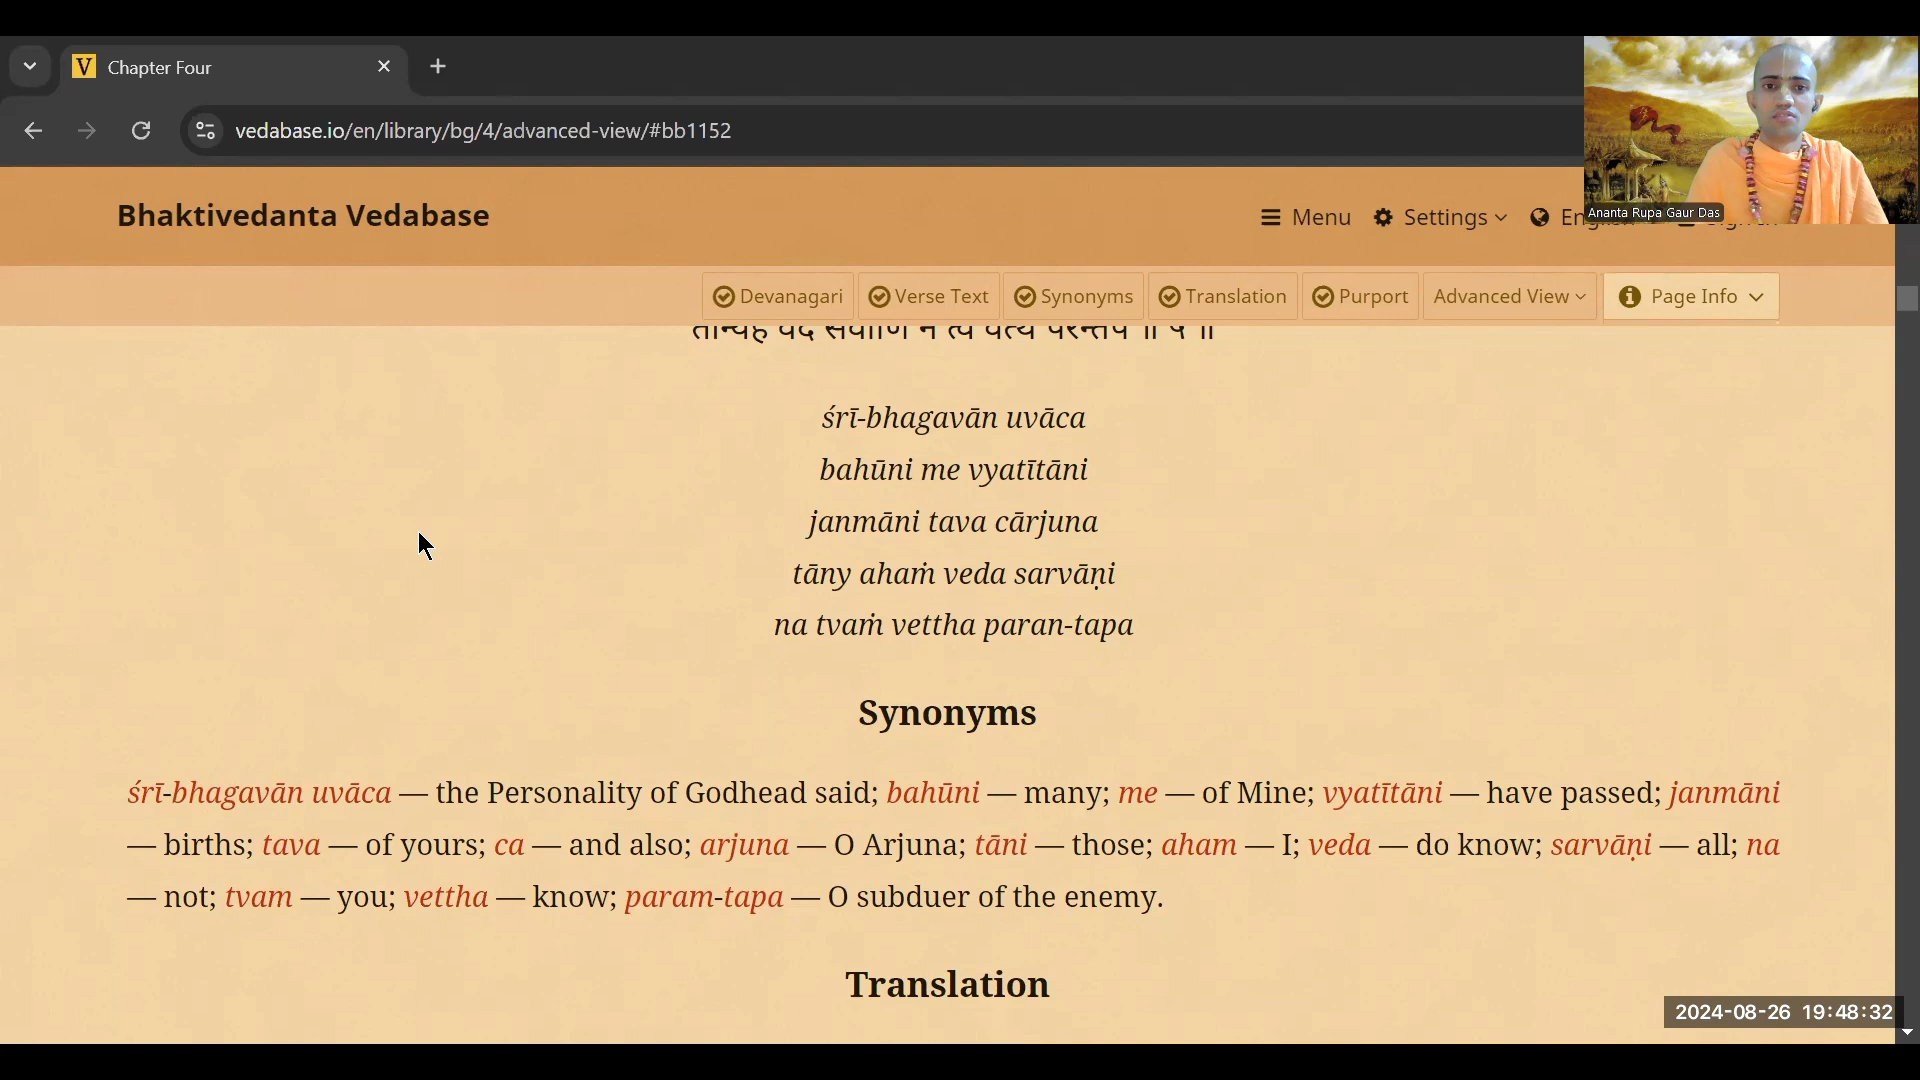 Chapter Four
vedabase.io/en/library/bg/4/advanced-view/#bb1152
Ananta Rupa Gaur Das
Bhaktivedanta Vedabase
Menu Settings
Devanagari Verse Text Synonyms Translation Purport Advanced View Page Info
śrī-bhagavān uvāca
bahūni me vyatītāni
janmāni tava cārjuna
tāny ahaṁ veda sarvāṇi
na tvaṁ vettha paran-tapa
Synonyms
śrī-bhagavān uvāca — the Personality of Godhead said; bahūni — many; me — of Mine; vyatītāni — have passed; janmāni
— births; tava — of yours; ca — and also; arjuna — O Arjuna; tāni — those; aham — I; veda — do know; sarvāṇi — all; na
— not; tvam — you; vettha — know; param-tapa — O subduer of the enemy.
Translation
2024-08-26 19:48:32